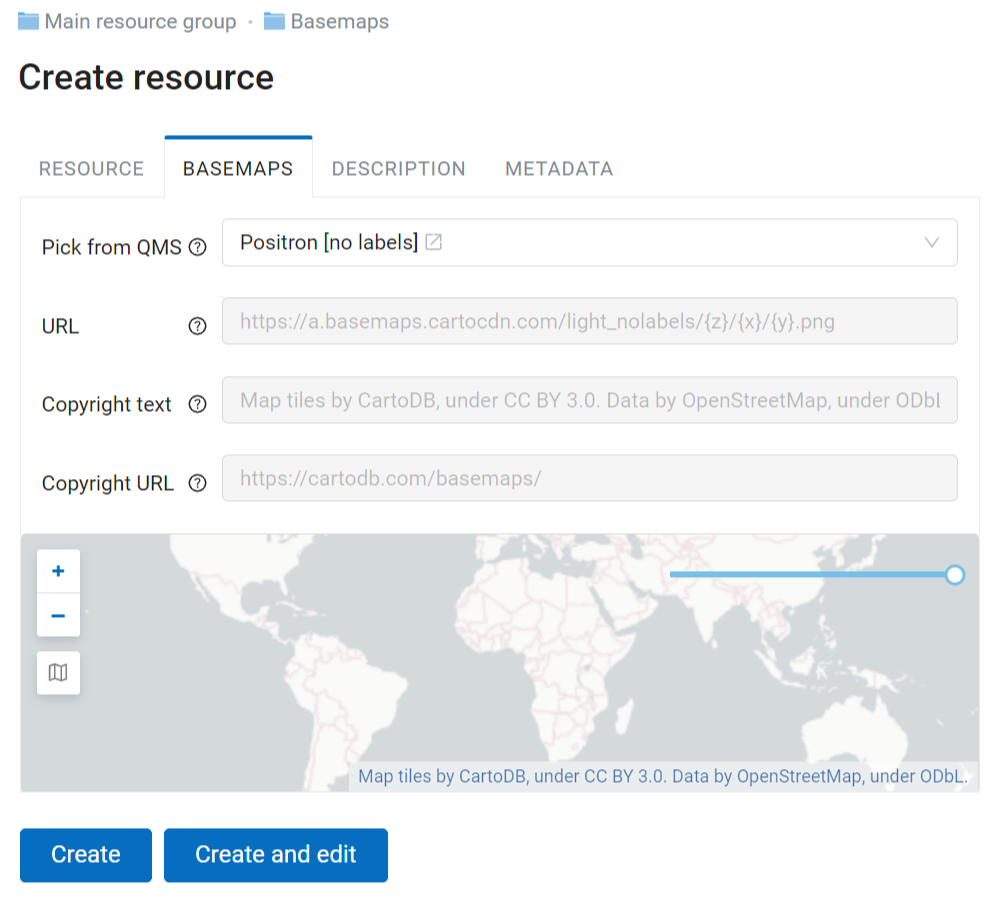 Main resource group · Basemaps
Create resource
RESOURCE BASEMAPS DESCRIPTION METADATA
Pick from QMS Positron [no labels]
URL https://a.basemaps.cartocdn.com/light_nolabels/{z}/{x}/{y}.png
Copyright text Map tiles by CartoDB, under CC BY 3.0. Data by OpenStreetMap, under ODbL
Copyright URL https://cartodb.com/basemaps/
+
−
Map tiles by CartoDB, under CC BY 3.0. Data by OpenStreetMap, under ODbL.
Create Create and edit